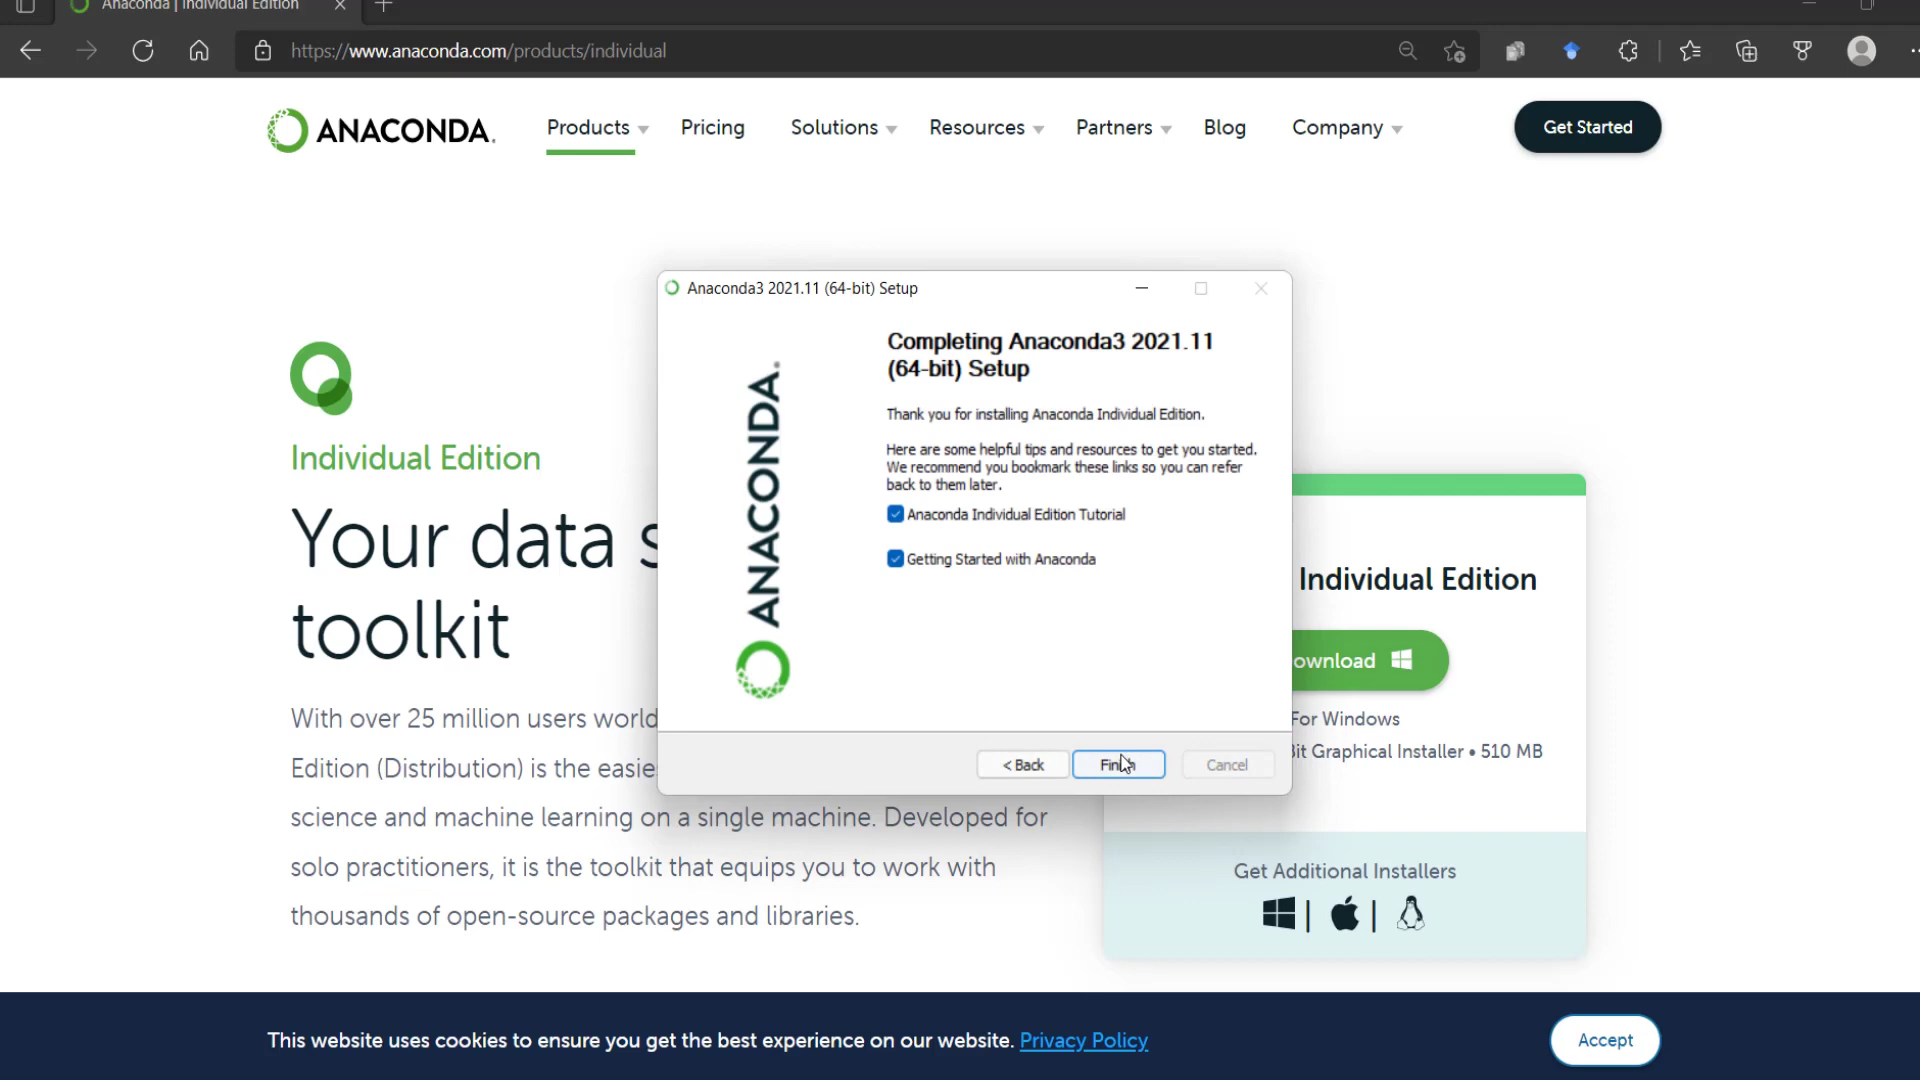 Anaconda | Individual Edition
https://www.anaconda.com/products/individual
ANACONDA.
Products
Pricing
Solutions
Resources
Partners
Blog
Company
Get Started
Anaconda3 2021.11 (64-bit) Setup
Completing Anaconda3 2021.11
(64-bit) Setup
Thank you for installing Anaconda Individual Edition.
Here are some helpful tips and resources to get you started.
We recommend you bookmark these links so you can refer
back to them later.
Anaconda Individual Edition Tutorial
Getting Started with Anaconda
ANACONDA.
< Back
Cancel
Individual Edition
Your data s
toolkit
With over 25 million users world
Edition (Distribution) is the easie
science and machine learning on a single machine. Developed for
solo practitioners, it is the toolkit that equips you to work with
thousands of open-source packages and libraries.
Individual Edition
ownload
For Windows
Bit Graphical Installer • 510 MB
Get Additional Installers
| |
This website uses cookies to ensure you get the best experience on our website. Privacy Policy
Accept